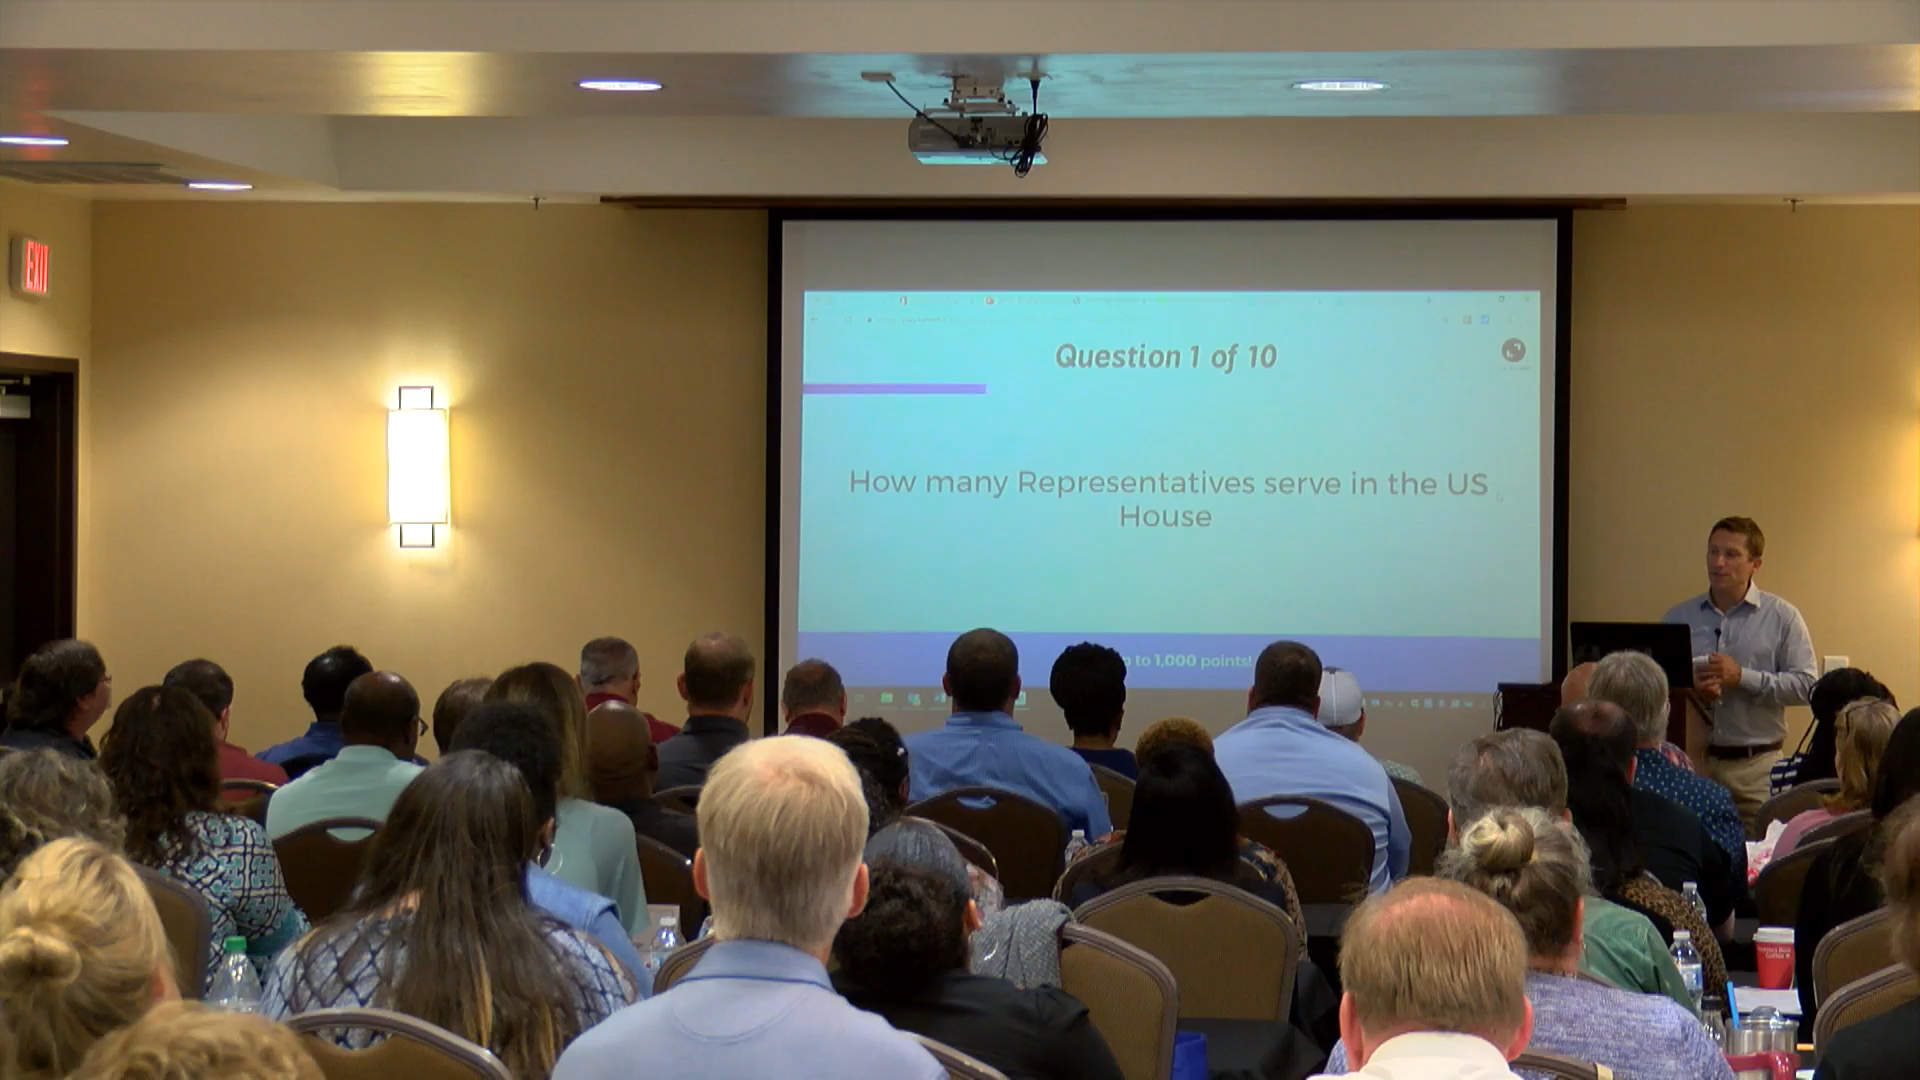 EXIT
Question 1 of 10
How many Representatives serve in the US
House
to 1,000 points!